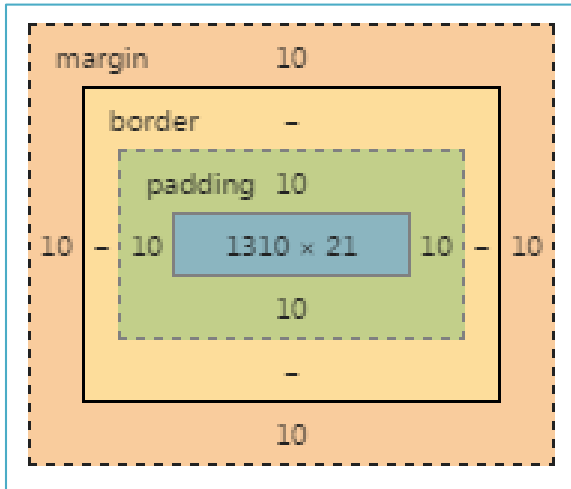 margin 10
border –
padding 10
10 – 10 1310 × 21 10 – 10
10
–
10